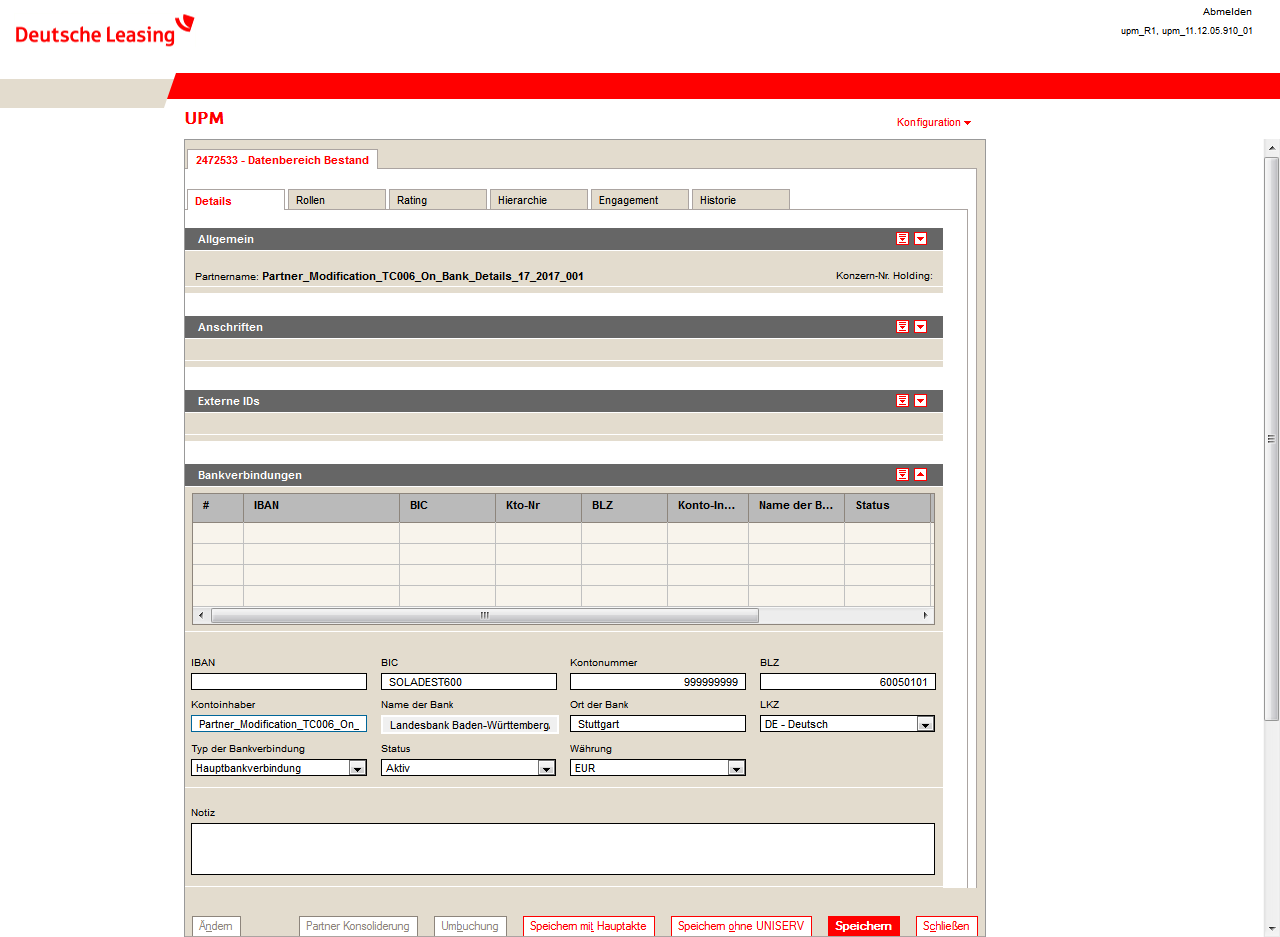 Deutsche Leasing
Abmelden
upm_R1, upm_11.12.05.910_01
UPM
Konfiguration
2472533 - Datenbereich Bestand
Details Rollen Rating Hierarchie Engagement Historie
Allgemein
Partnername: Partner_Modification_TC006_On_Bank_Details_17_2017_001 Konzern-Nr. Holding:
Anschriften
Externe IDs
Bankverbindungen
# IBAN BIC Kto-Nr BLZ Konto-In... Name der B... Status
IBAN BIC Kontonummer BLZ
SOLADEST600 999999999 60050101
Kontoinhaber Name der Bank Ort der Bank LKZ
Partner_Modification_TC006_On_ Landesbank Baden-Württemberg, Stuttgart DE - Deutsch
Typ der Bankverbindung Status Währung
Hauptbankverbindung Aktiv EUR
Notiz
Ändern Partner Konsolidierung Umbuchung Speichern mit Hauptakte Speichern ohne UNISERV Speichern Schließen